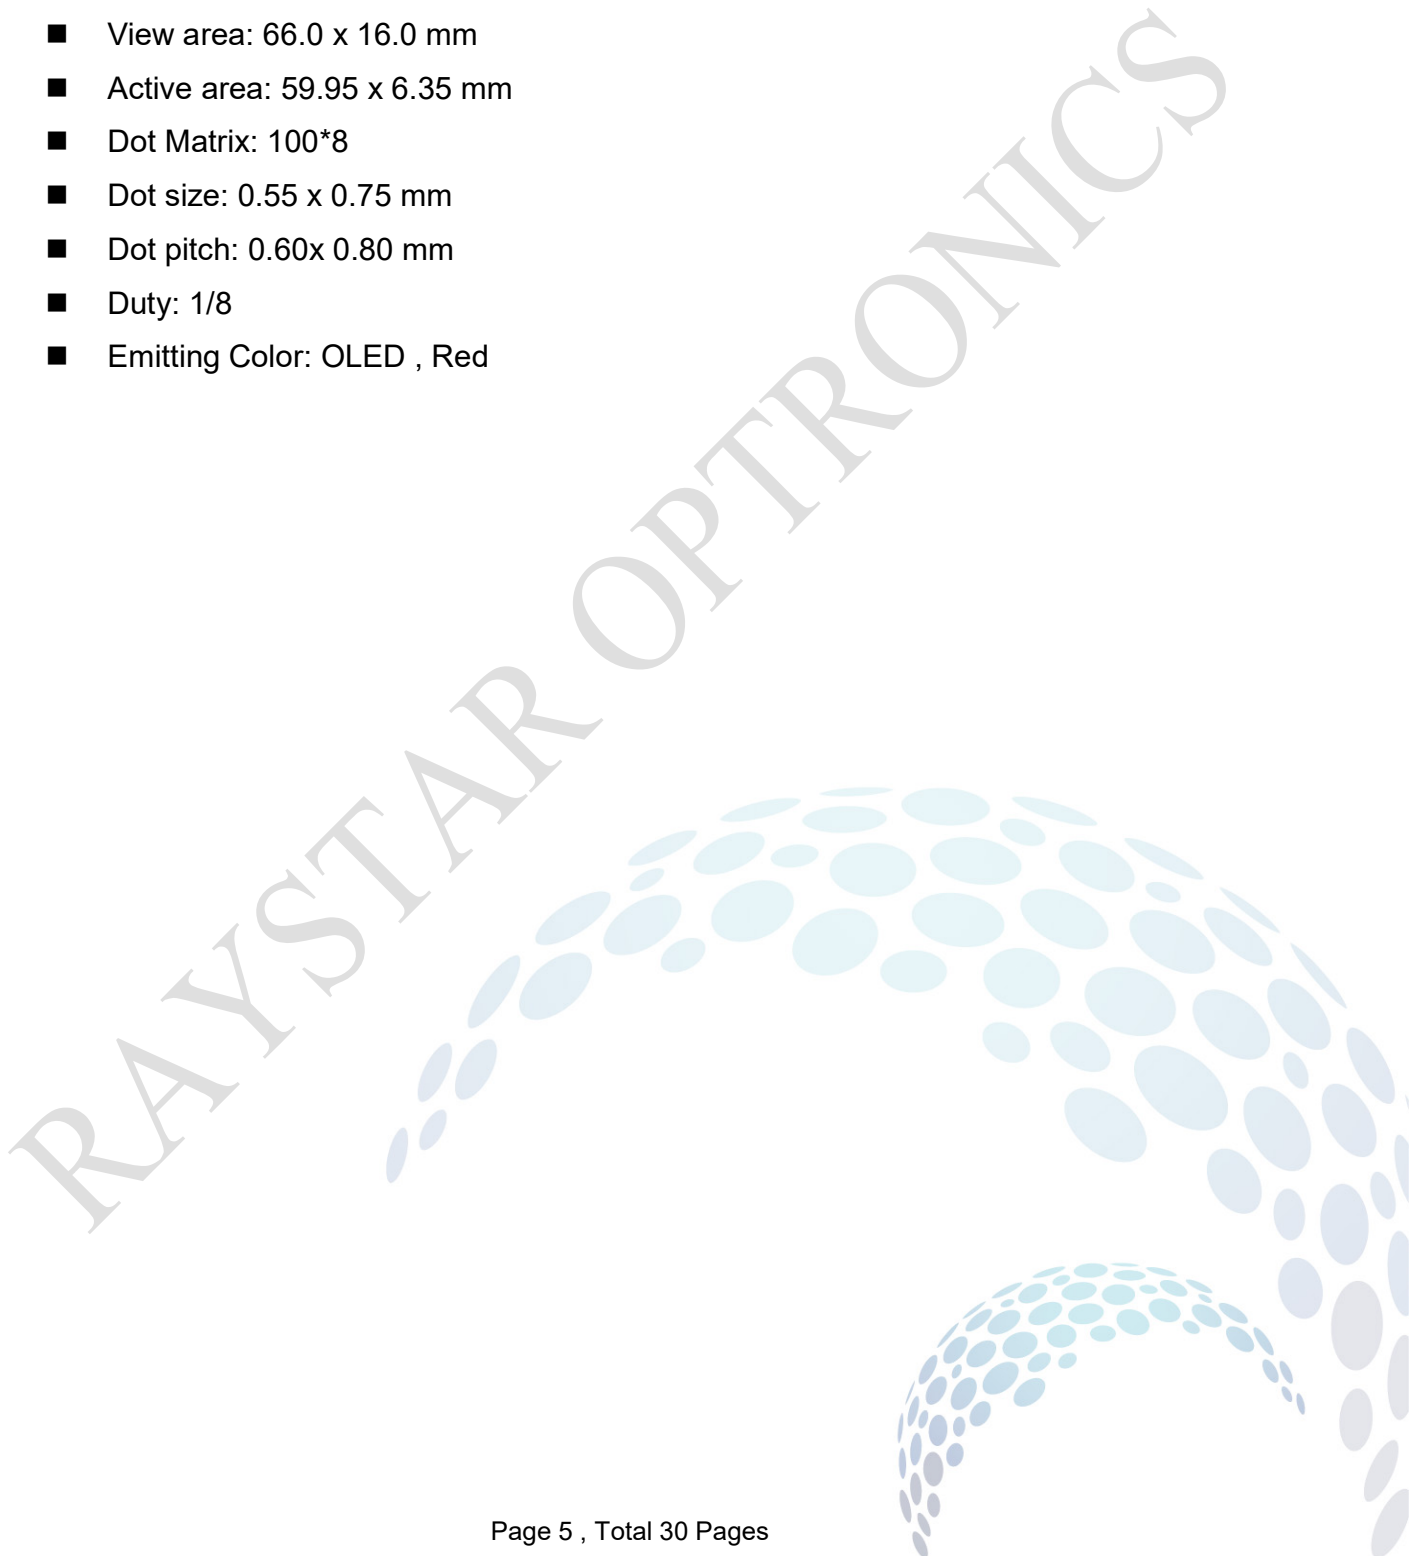 ■ View area: 66.0 x 16.0 mm
■ Active area: 59.95 x 6.35 mm
■ Dot Matrix: 100*8
■ Dot size: 0.55 x 0.75 mm
■ Dot pitch: 0.60x 0.80 mm
■ Duty: 1/8
■ Emitting Color: OLED , Red
RAYSTAR OPTRONICS
Page 5 , Total 30 Pages